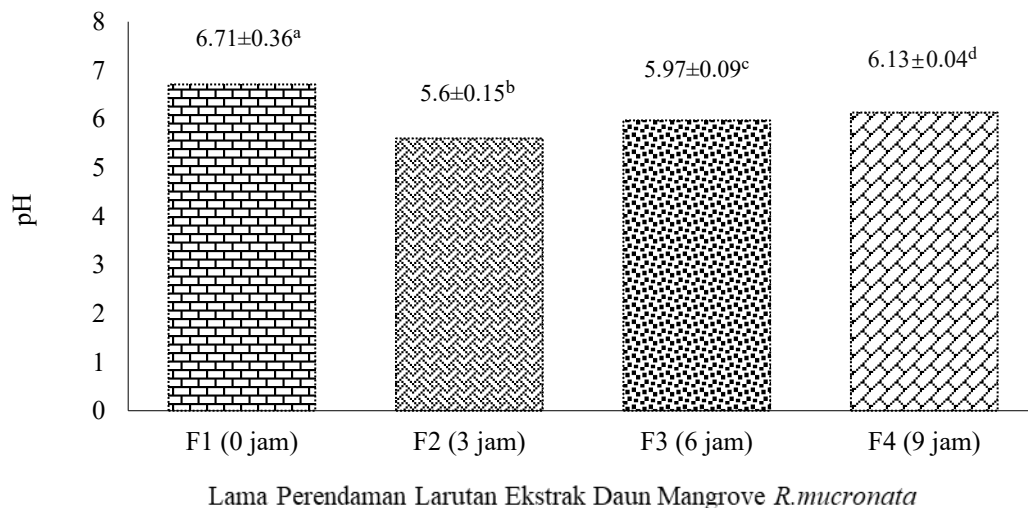 8
7
6
5
4
3
2
1
0
pH
6.71±0.36ᵃ
5.6±0.15ᵇ
5.97±0.09ᶜ
6.13±0.04ᵈ
F1 (0 jam)
F2 (3 jam)
F3 (6 jam)
F4 (9 jam)
Lama Perendaman Larutan Ekstrak Daun Mangrove R.mucronata